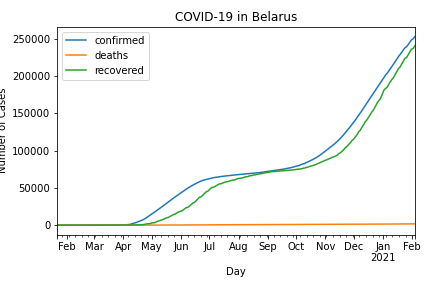 COVID-19 in Belarus
confirmed
deaths
recovered
250000
200000
150000
100000
50000
0
Number of Cases
Feb Mar Apr May Jun Jul Aug Sep Oct Nov Dec Jan Feb
2021
Day